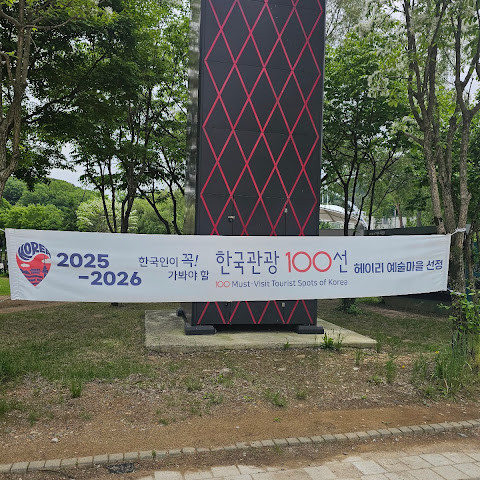 KOREA
2025
-2026
한국인이 꼭!
가봐야 할
한국관광 100선
100 Must-Visit Tourist Spots of Korea
헤이리 예술마을 선정